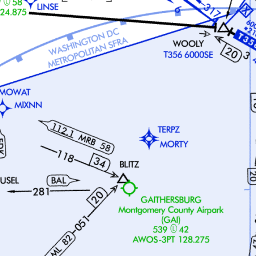 58
24.875
LINSE
317
WOOLY
T356 6000SE
20
3
WASHINGTON DC
METROPOLITAN SFRA
MOWAT
MIXNN
112.1 MRB 58
TERPZ
MORTY
118
34
BLITZ
USEL
281
BAL
20
051
ML 82
GAITHERSBURG
Montgomery County Airpark
(GAI)
539 42
AWOS-3PT 128.275